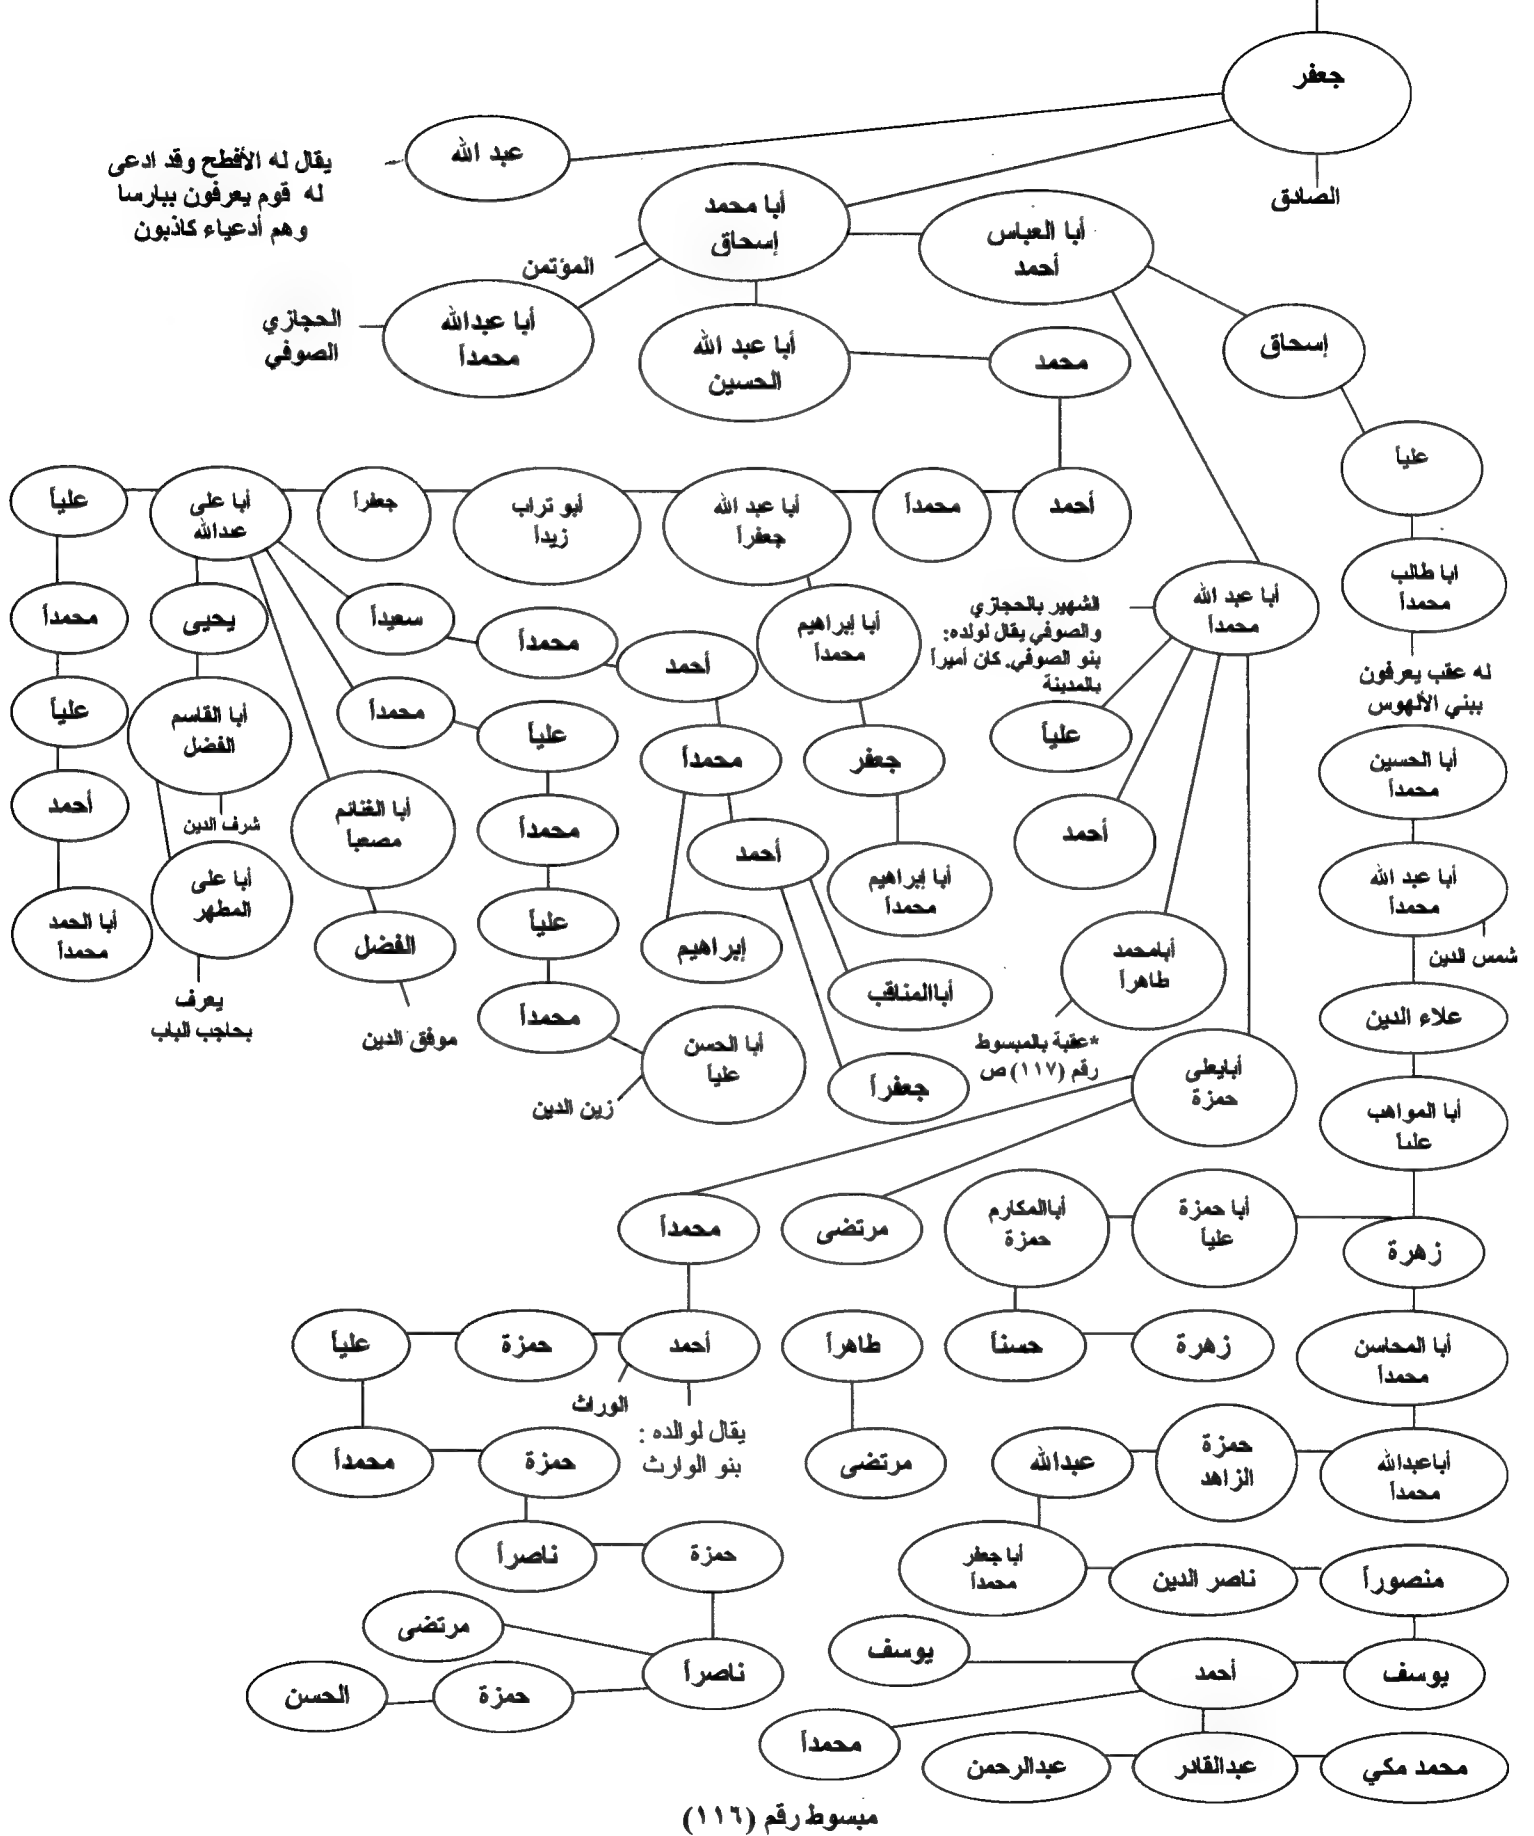 جعفر
الصادق
عبد الله
يقال له الأفطح وقد ادعى
له قوم يعرفون ببارسا
وهم أدعياء كاذبون
أبا محمد
إسحاق
المؤتمن
أبا العباس
أحمد
أبا عبدالله
محمداً
الحجازي
الصوفي
أبا عبد الله
الحسين
محمد
إسحاق
علياً
أحمد
محمداً
أبا عبد الله
جعفراً
أبو تراب
زيداً
جعفراً
أبا على
عبدالله
علياً
ابا طالب
محمداً
له عقب يعرفون
ببني الألهوس
أبا عبد الله
محمداً
الشهير بالحجازي
والصوفي يقال لولده:
بنو الصوفي. كان أميراً
بالمدينة
أبا إبراهيم
محمداً
أحمد
محمداً
سعيداً
يحيى
محمداً
علياً
أحمد
أبا الحسين
محمداً
علياً
جعفر
محمداً
علياً
محمداً
أبا القاسم
الفضل
شرف الدين
علياً
أحمد
أبا عبد الله
محمداً
شمس الدين
أبا إبراهيم
محمداً
أحمد
محمداً
أبا الغنائم
مصعبا
أبا على
المطهر
يعرف
بحاجب الباب
أبا الحمد
محمداً
أبامحمد
طاهراً
*عقبة بالمبسوط
رقم (١١٧) ص
إبراهيم
علياً
الفضل
موفق الدين
علاء الدين
أباالمناقب
محمداً
أبا الحسن
علياً
زين الدين
جعفراً
أبايعلى
حمزة
أبا المواهب
علياً
زهرة
أبا حمزة
علياً
أباالمكارم
حمزة
مرتضى
محمداً
أبا المحاسن
محمداً
زهرة
حسناً
طاهراً
أحمد
حمزة
علياً
الوراث
يقال لوالده :
بنو الوارث
أباعبدالله
محمداً
حمزة
الزاهد
عبدالله
مرتضى
حمزة
محمداً
منصوراً
ناصر الدين
أبا جعفر
محمداً
حمزة
ناصراً
يوسف
أحمد
يوسف
ناصراً
مرتضى
حمزة
الحسن
محمداً
محمد مكي
عبدالقادر
عبدالرحمن
مبسوط رقم (١١٦)